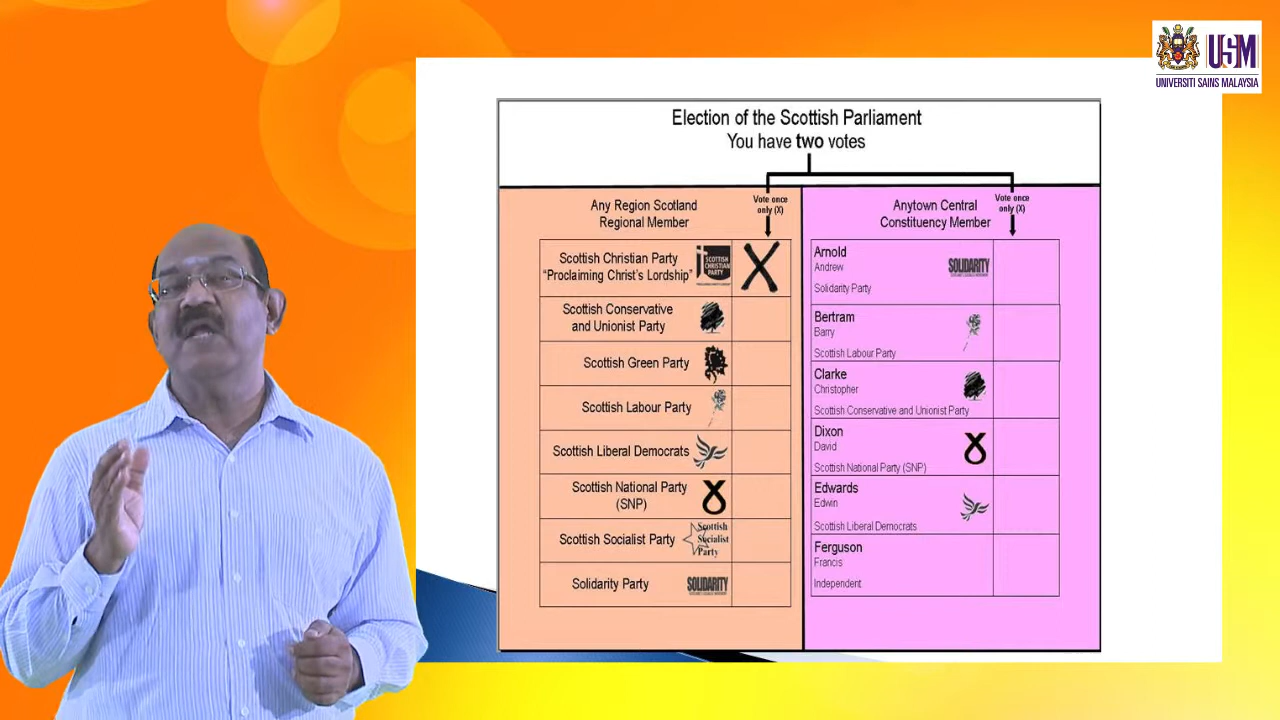 USM
UNIVERSITI SAINS MALAYSIA
Election of the Scottish Parliament
You have two votes
Any Region Scotland
Regional Member
Vote once
only (X)
Scottish Christian Party
“Proclaiming Christ's Lordship”
SCOTTISH
CHRISTIAN
PARTY
X
Scottish Conservative
and Unionist Party
Scottish Green Party
Scottish Labour Party
Scottish Liberal Democrats
Scottish National Party
(SNP)
Scottish Socialist Party
Scottish
Socialist
Party
Solidarity Party
SOLIDARITY
Anytown Central
Constituency Member
Vote once
only (X)
Arnold
Andrew
Solidarity Party
SOLIDARITY
Bertram
Barry
Scottish Labour Party
Clarke
Christopher
Scottish Conservative and Unionist Party
Dixon
David
Scottish National Party (SNP)
Edwards
Edwin
Scottish Liberal Democrats
Ferguson
Francis
Independent